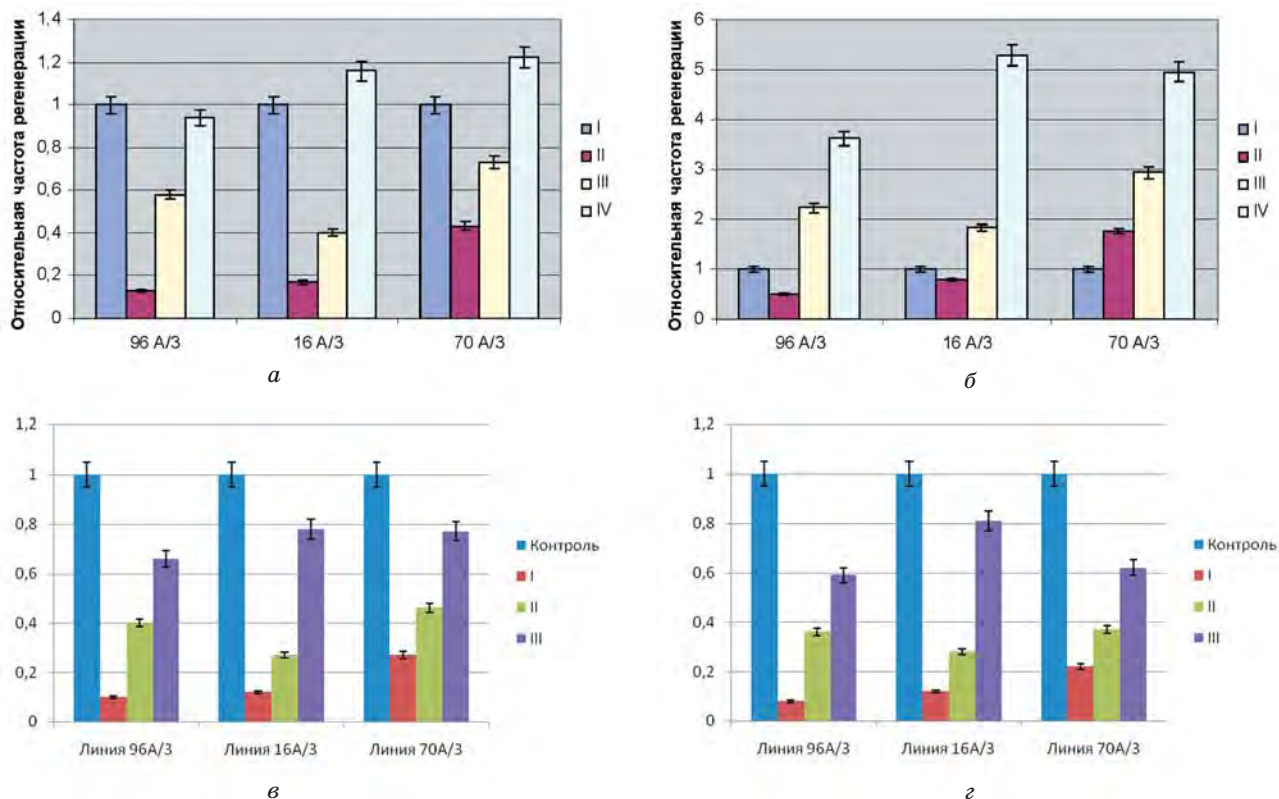 Относительная частота регенерации
1,4
1,2
1
0,8
0,6
0,4
0,2
0
96 А/3
16 А/3
70 А/3
I
II
III
IV
а
Относительная частота регенерации
6
5
4
3
2
1
0
96 А/3
16 А/3
70 А/3
I
II
III
IV
б
1,2
1
0,8
0,6
0,4
0,2
0
Линия 96А/3
Линия 16А/3
Линия 70А/3
Контроль
I
II
III
в
1,2
1
0,8
0,6
0,4
0,2
0
Линия 96А/3
Линия 16А/3
Линия 70А/3
Контроль
I
II
III
г